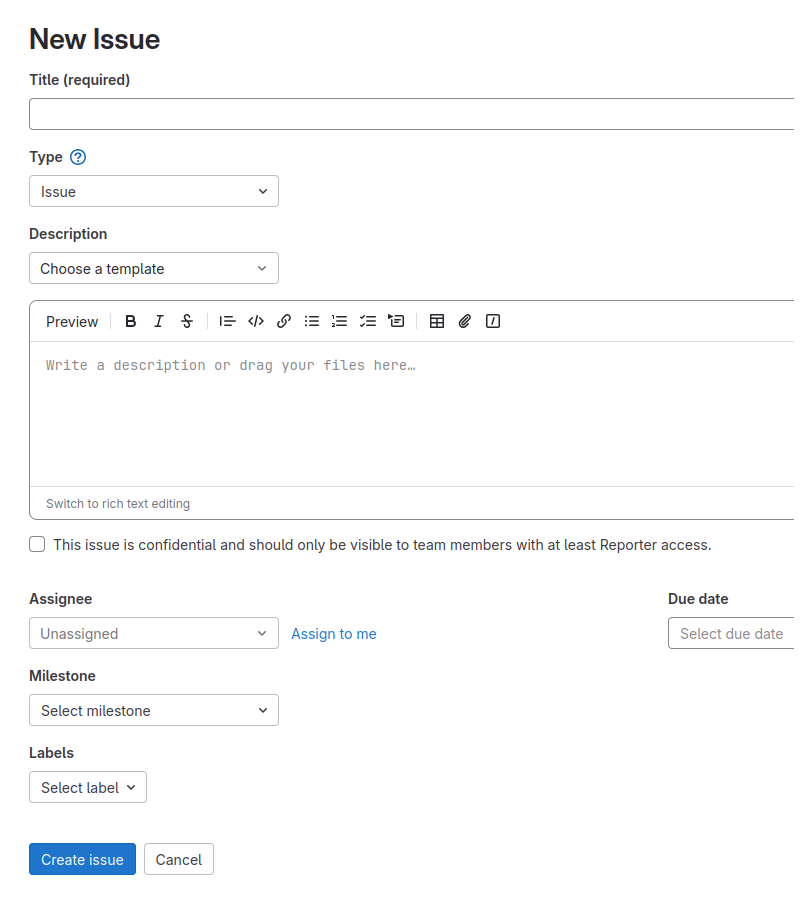 New Issue
Title (required)
Type
Issue
Description
Choose a template
Preview
Write a description or drag your files here…
Switch to rich text editing
This issue is confidential and should only be visible to team members with at least Reporter access.
Assignee
Unassigned
Assign to me
Due date
Select due date
Milestone
Select milestone
Labels
Select label
Create issue
Cancel